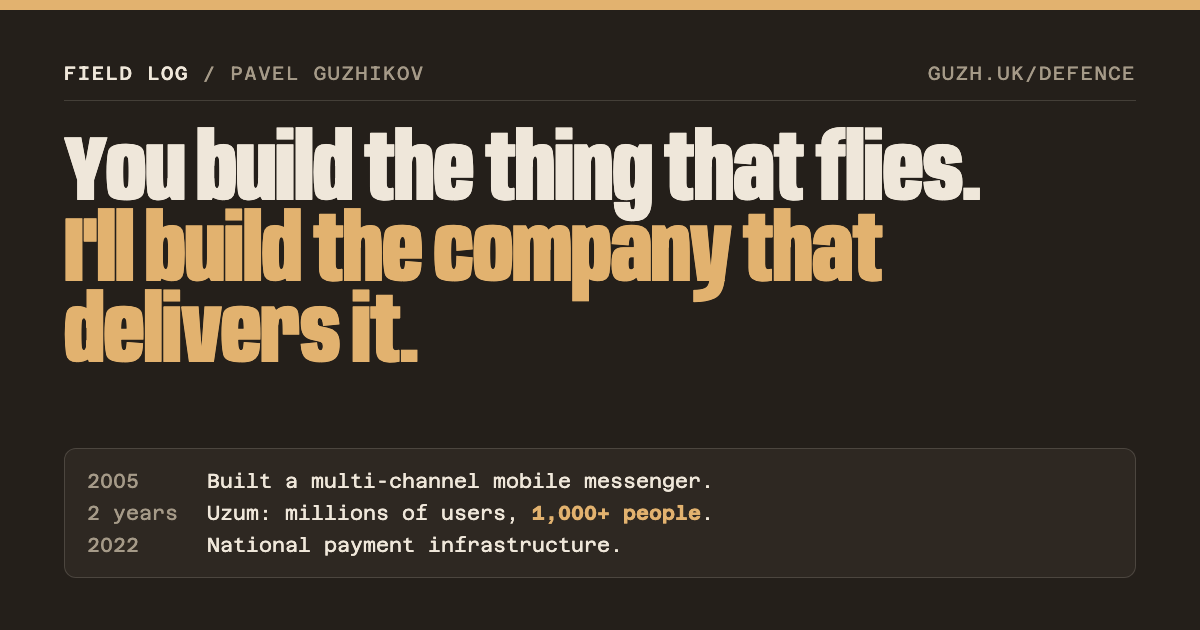 FIELD LOG / PAVEL GUZHIKOV
GUZH.UK/DEFENCE
You build the thing that flies.
I'll build the company that
delivers it.
2005 Built a multi-channel mobile messenger.
2 years Uzum: millions of users, 1,000+ people.
2022 National payment infrastructure.